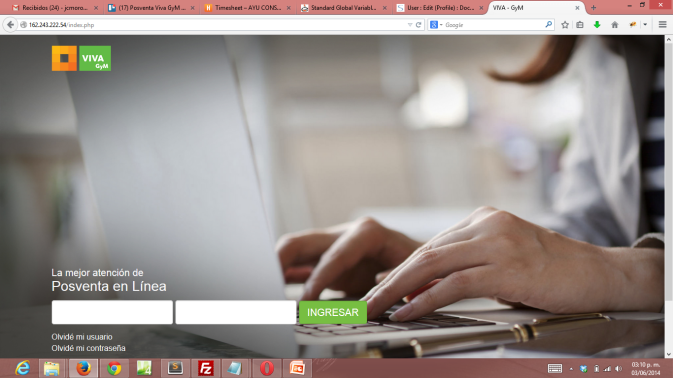 Recibidos (24) - jcmoro...
(17) Posventa Viva GyM ...
Timesheet – AYU CONS...
Standard Global Variabl...
User : Edit (Profile) : Doc...
VIVA - GyM
162.243.222.54/index.php
Google
VIVA
GyM
La mejor atención de
Posventa en Línea
INGRESAR
Olvidé mi usuario
Olvidé mi contraseña
03:10 p. m.
03/06/2014